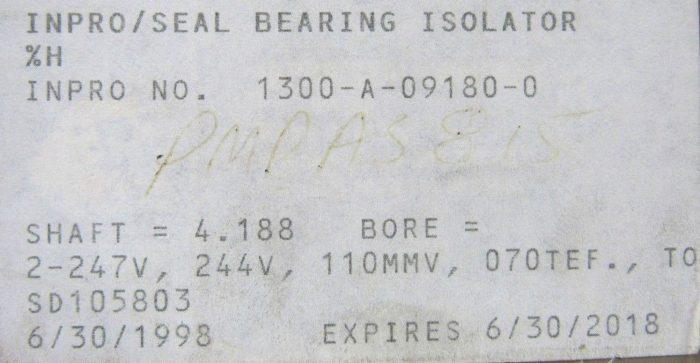 INPRO/SEAL BEARING ISOLATOR
%H
INPRO NO. 1300-A-09180-0
PMPAS815
SHAFT = 4.188 BORE =
2-247V, 244V, 110MMV, 070TEF., TO
SD105803
6/30/1998 EXPIRES 6/30/2018